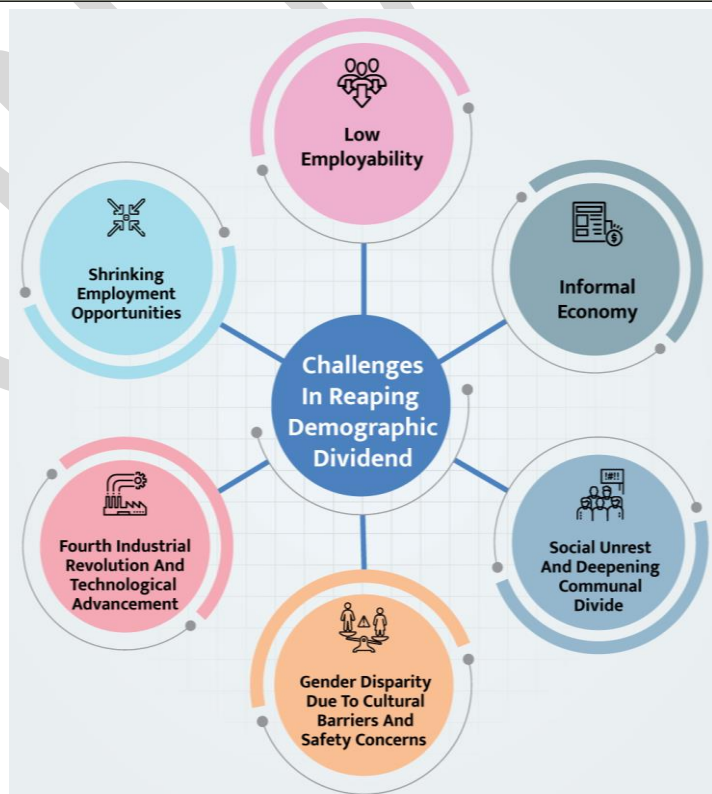 Low
Employability
Shrinking
Employment
Opportunities
Informal
Economy
Challenges
In Reaping
Demographic
Dividend
Fourth Industrial
Revolution And
Technological
Advancement
!#!!
Social Unrest
And Deepening
Communal
Divide
Gender Disparity
Due To Cultural
Barriers And
Safety Concerns